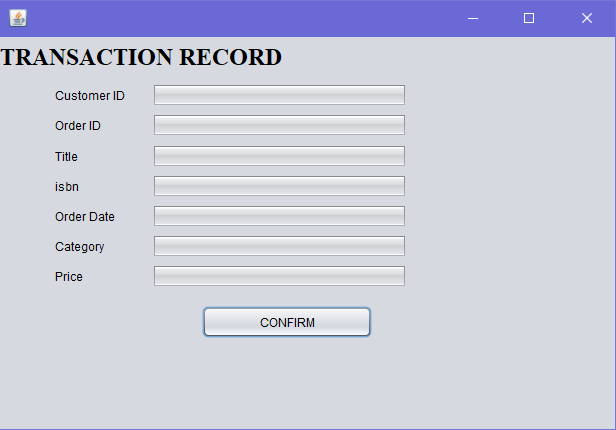 TRANSACTION RECORD
Customer ID
Order ID
Title
isbn
Order Date
Category
Price
CONFIRM